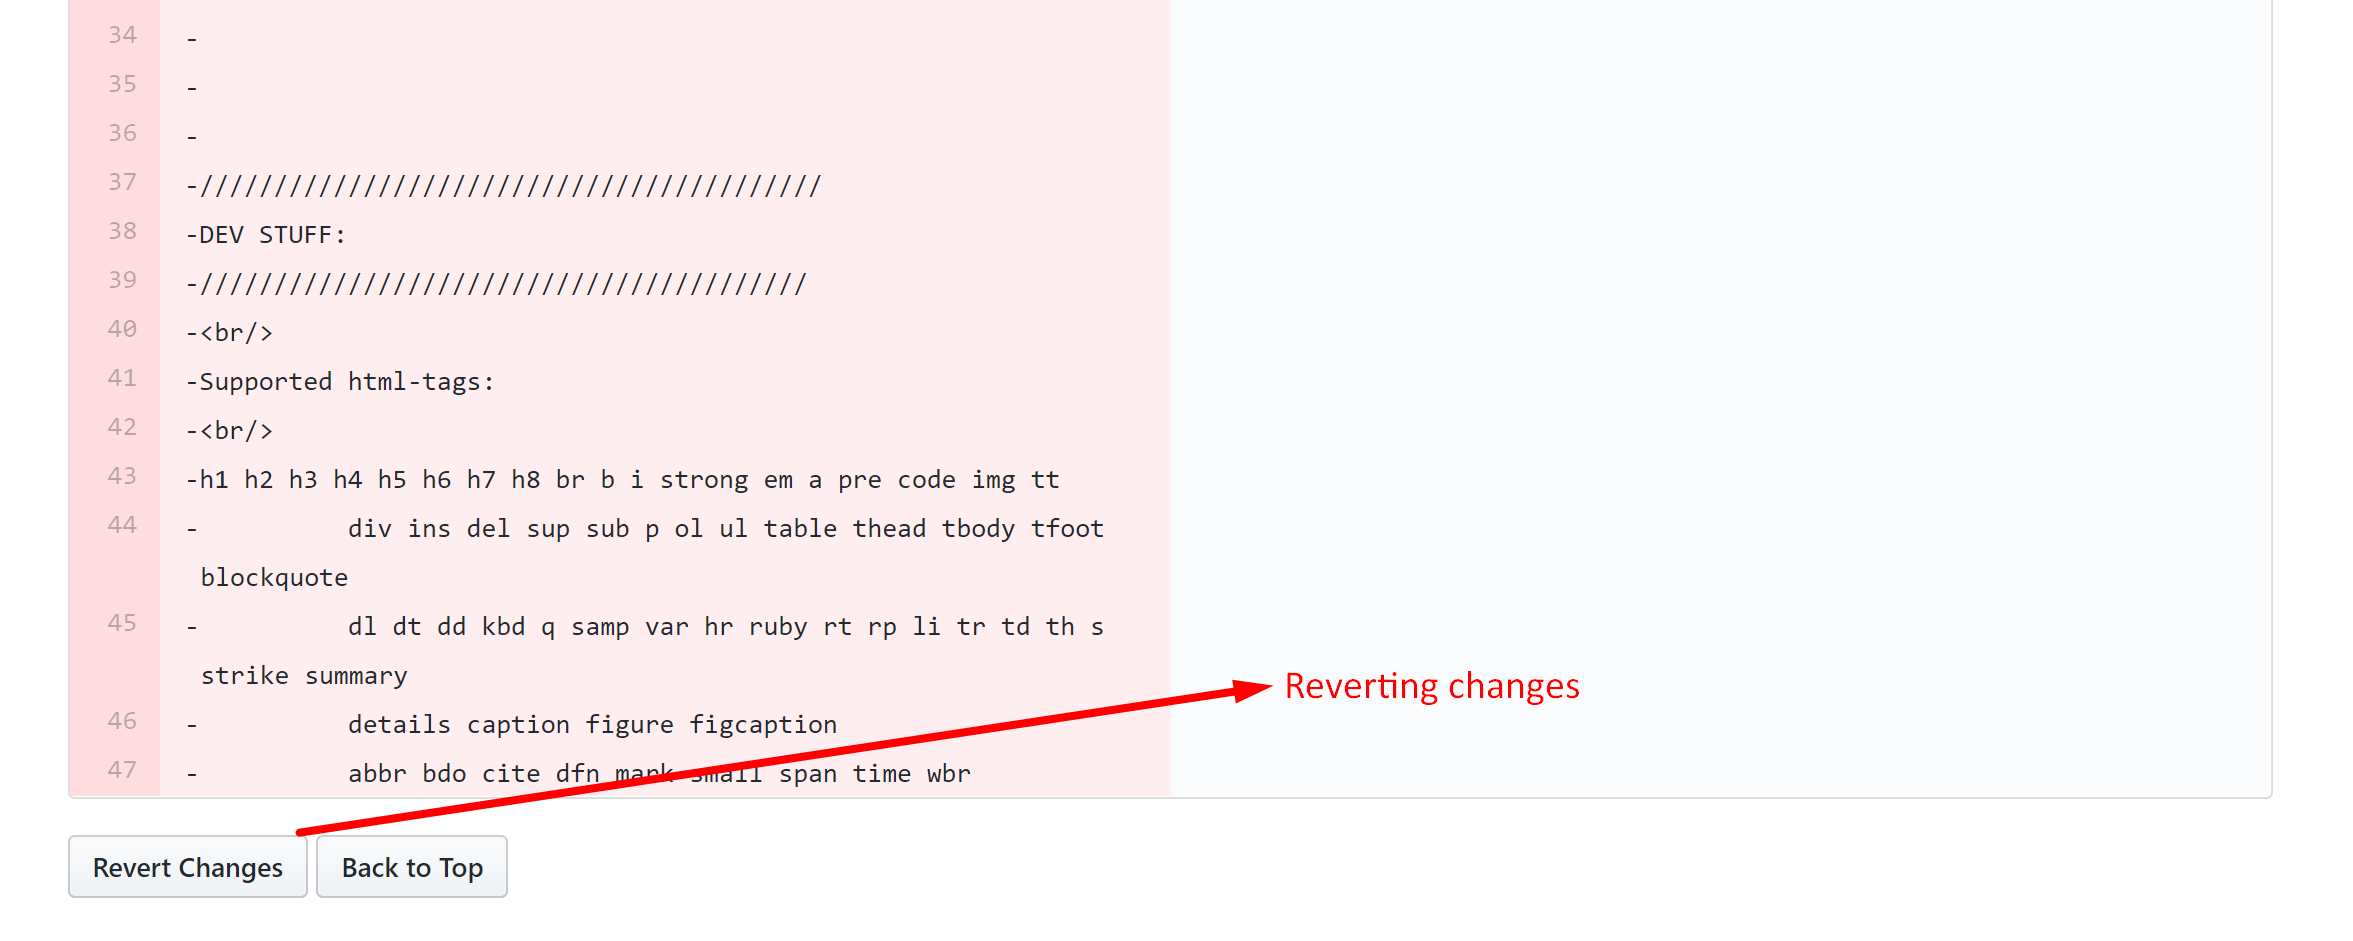 34 -
35 -
36 -
37 -//////////////////////////////////////////
38 -DEV STUFF:
39 -/////////////////////////////////////////
40 -<br/>
41 -Supported html-tags:
42 -<br/>
43 -h1 h2 h3 h4 h5 h6 h7 h8 br b i strong em a pre code img tt
44 -          div ins del sup sub p ol ul table thead tbody tfoot
blockquote
45 -          dl dt dd kbd q samp var hr ruby rt rp li tr td th s
strike summary
Reverting changes
46 -          details caption figure figcaption
47 -          abbr bdo cite dfn mark small span time wbr
Revert Changes Back to Top